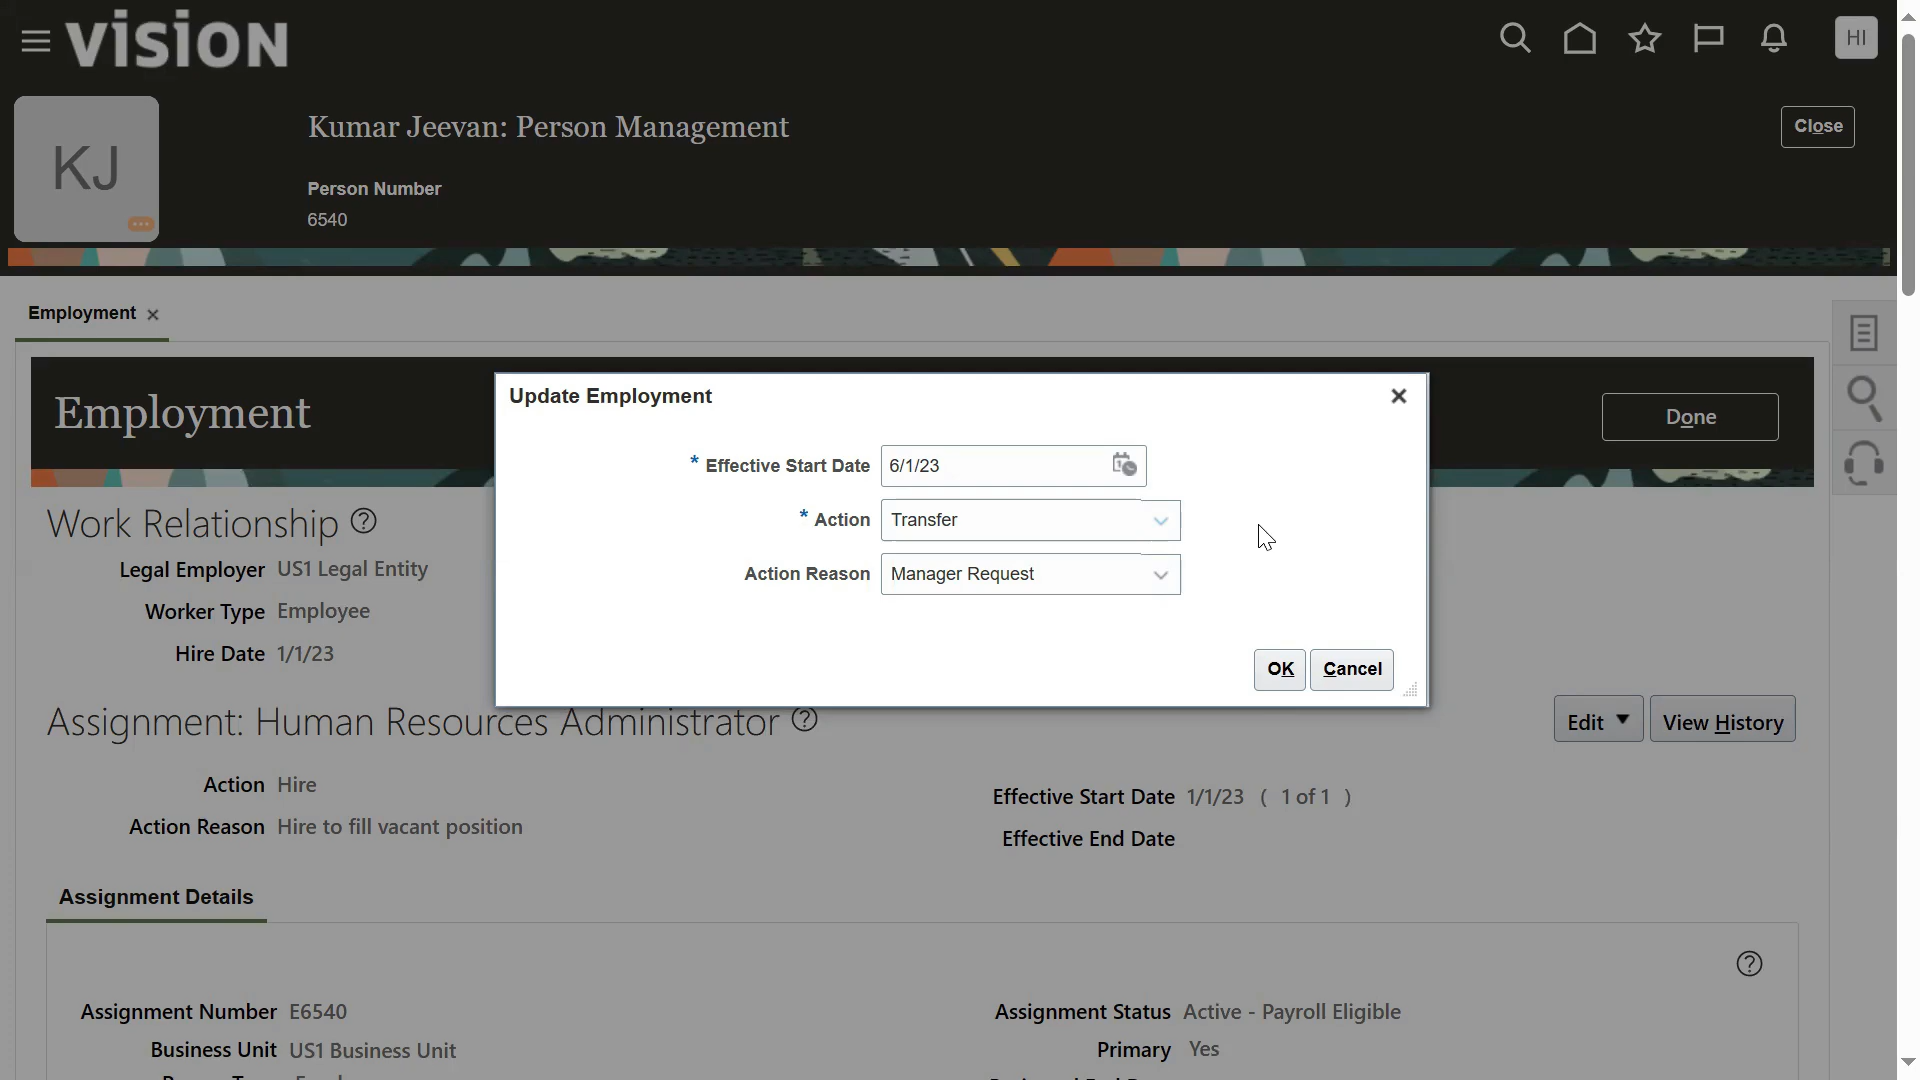 vision
HI
KJ
Kumar Jeevan: Person Management
Close
Person Number
6540
Employment
Employment
Done
Update Employment
* Effective Start Date 6/1/23
* Action Transfer
Action Reason Manager Request
OK Cancel
Work Relationship
Legal Employer US1 Legal Entity
Worker Type Employee
Hire Date 1/1/23
Assignment: Human Resources Administrator
Edit View History
Action Hire
Action Reason Hire to fill vacant position
Effective Start Date 1/1/23 ( 1 of 1 )
Effective End Date
Assignment Details
Assignment Number E6540
Assignment Status Active - Payroll Eligible
Business Unit US1 Business Unit
Primary Yes